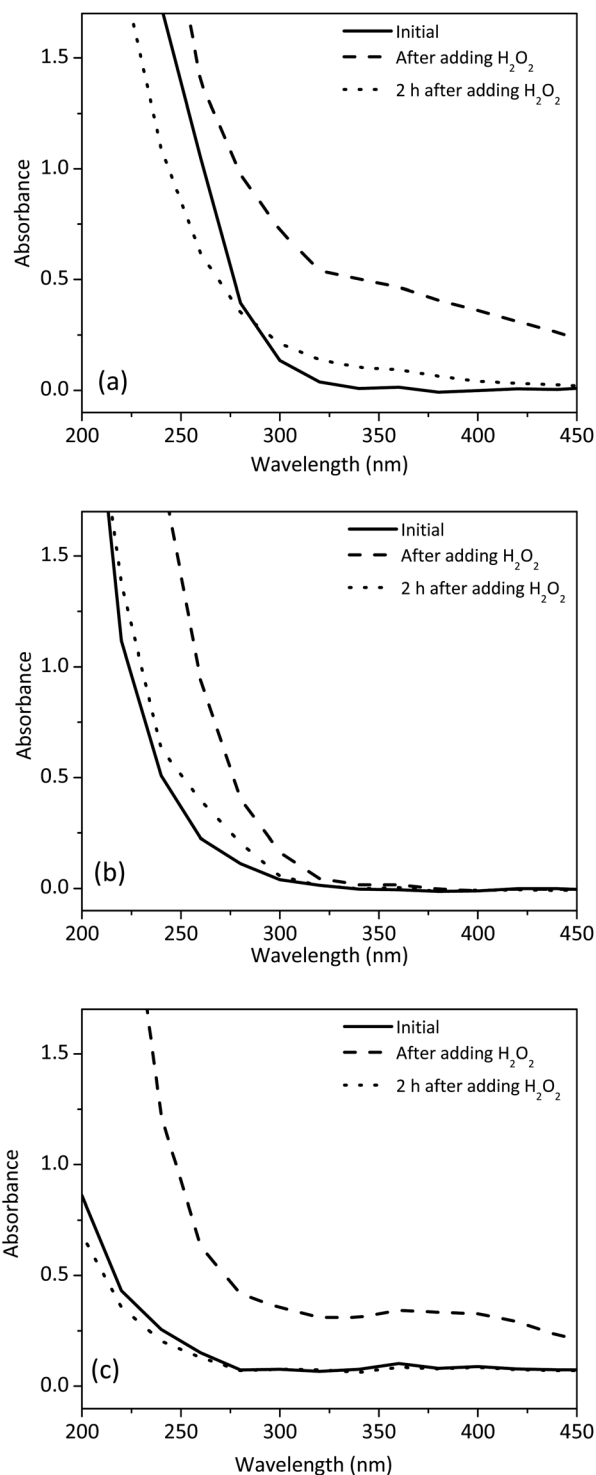 1.5
1.0
0.5
0.0
Absorbance
Initial
After adding H₂O₂
2 h after adding H₂O₂
(a)
200 250 300 350 400 450
Wavelength (nm)
1.5
1.0
0.5
0.0
Absorbance
Initial
After adding H₂O₂
2 h after adding H₂O₂
(b)
200 250 300 350 400 450
Wavelength (nm)
1.5
1.0
0.5
0.0
Absorbance
Initial
After adding H₂O₂
2 h after adding H₂O₂
(c)
200 250 300 350 400 450
Wavelength (nm)